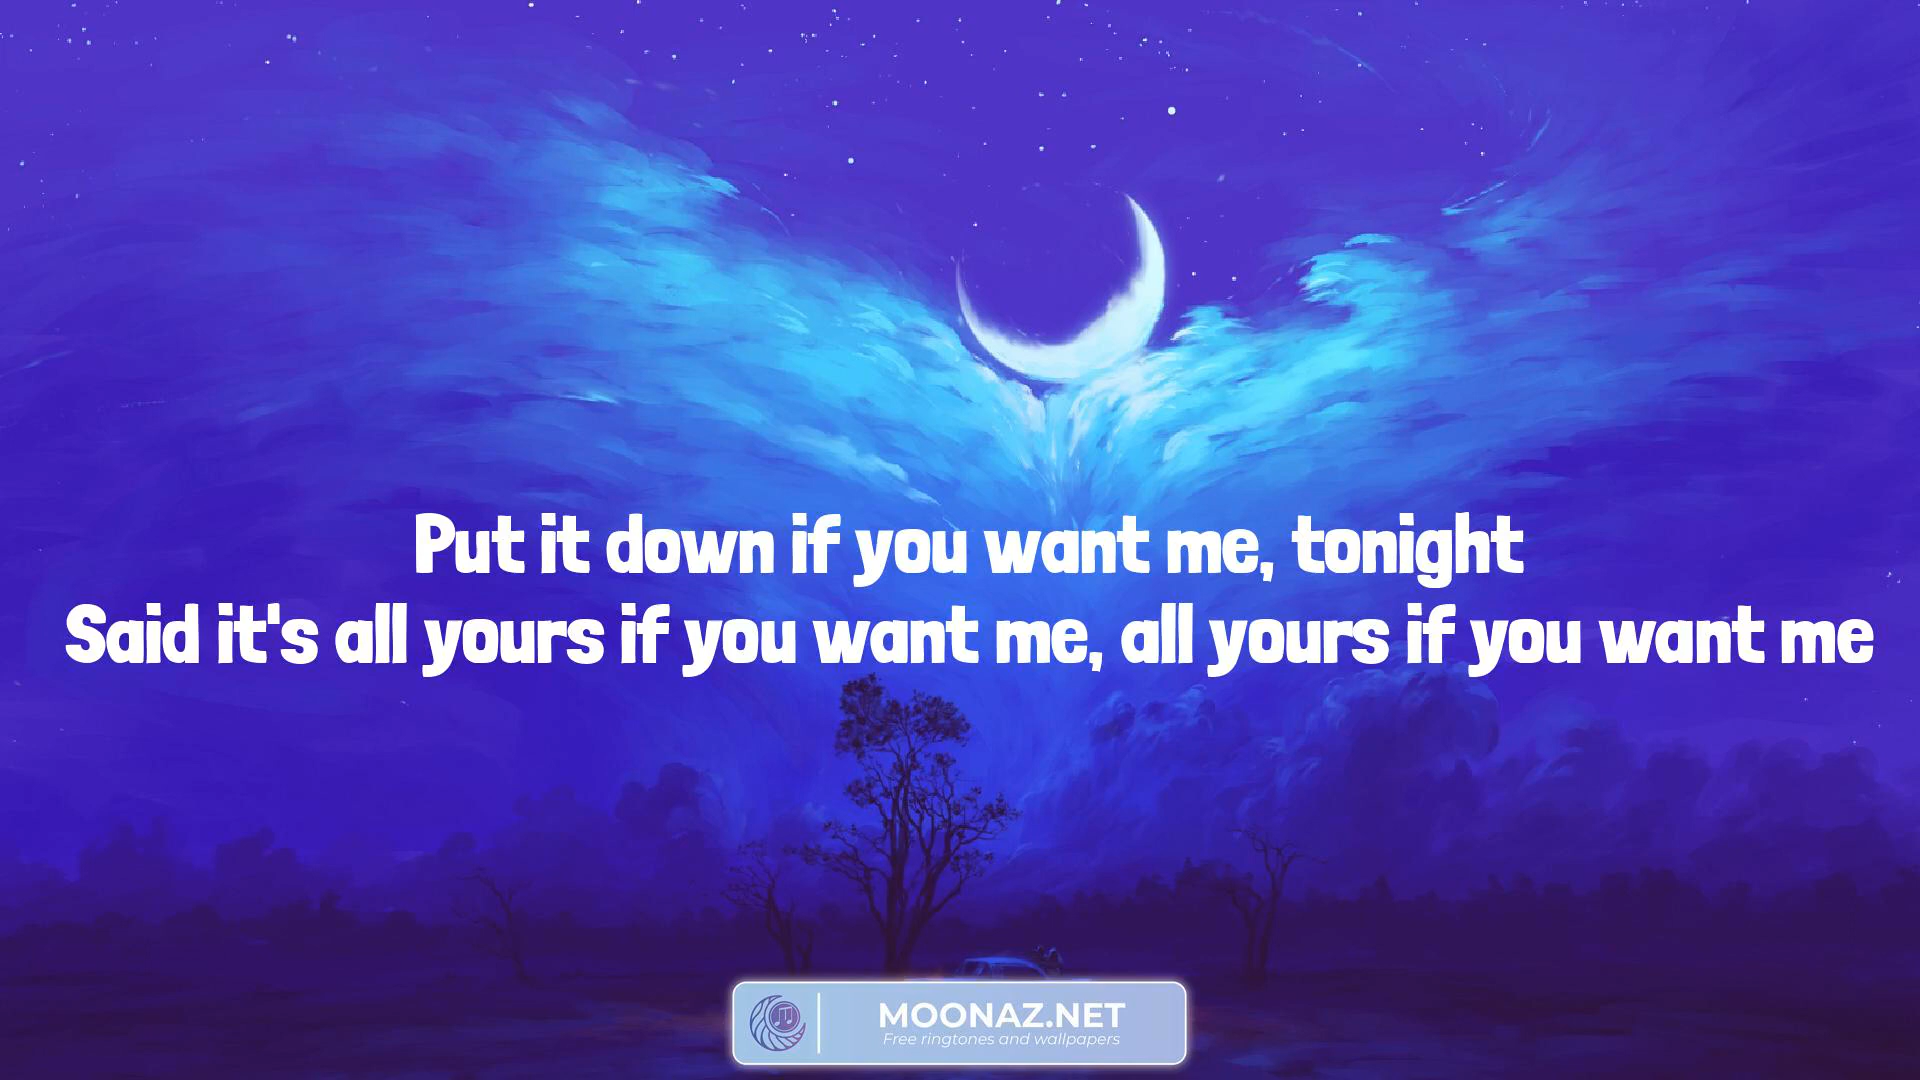 Put it down if you want me, tonight
Said it's all yours if you want me, all yours if you want me
MOONAZ.NET
Free ringtones and wallpapers